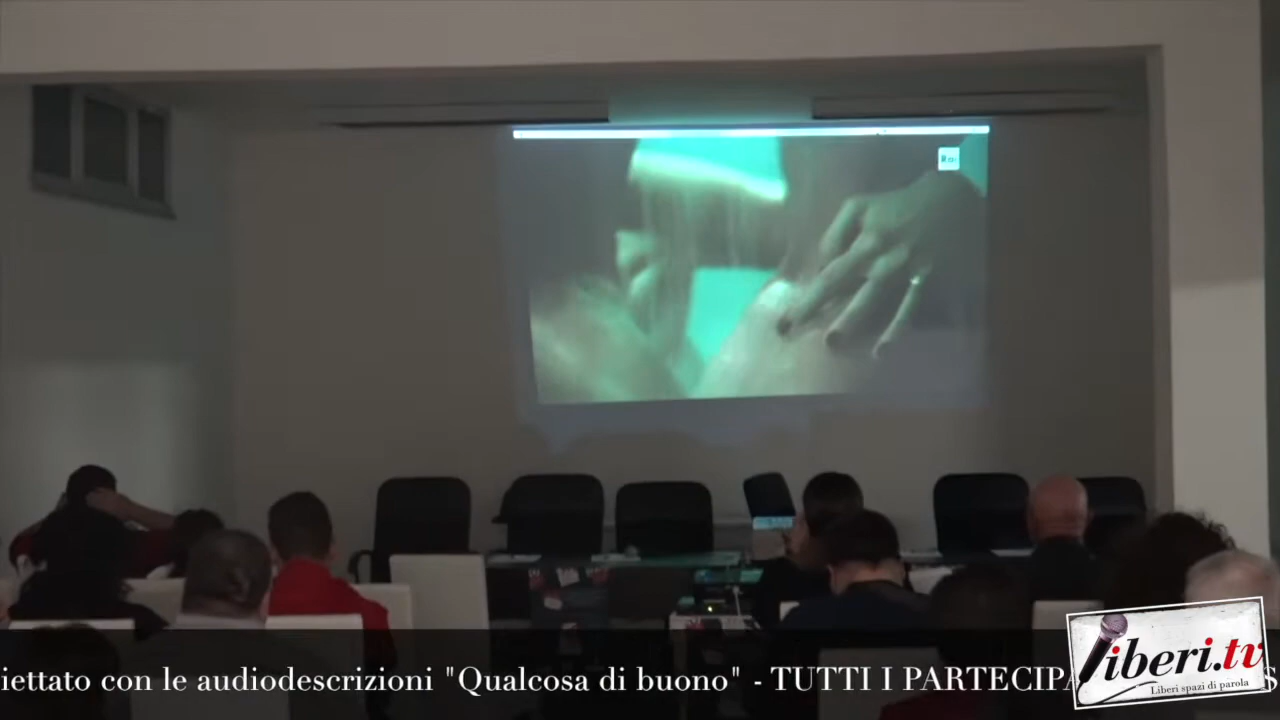 iettato con le audiodescrizioni "Qualcosa di buono" - TUTTI I PARTECIPA
liberi.tv
Liberi spazi di parola